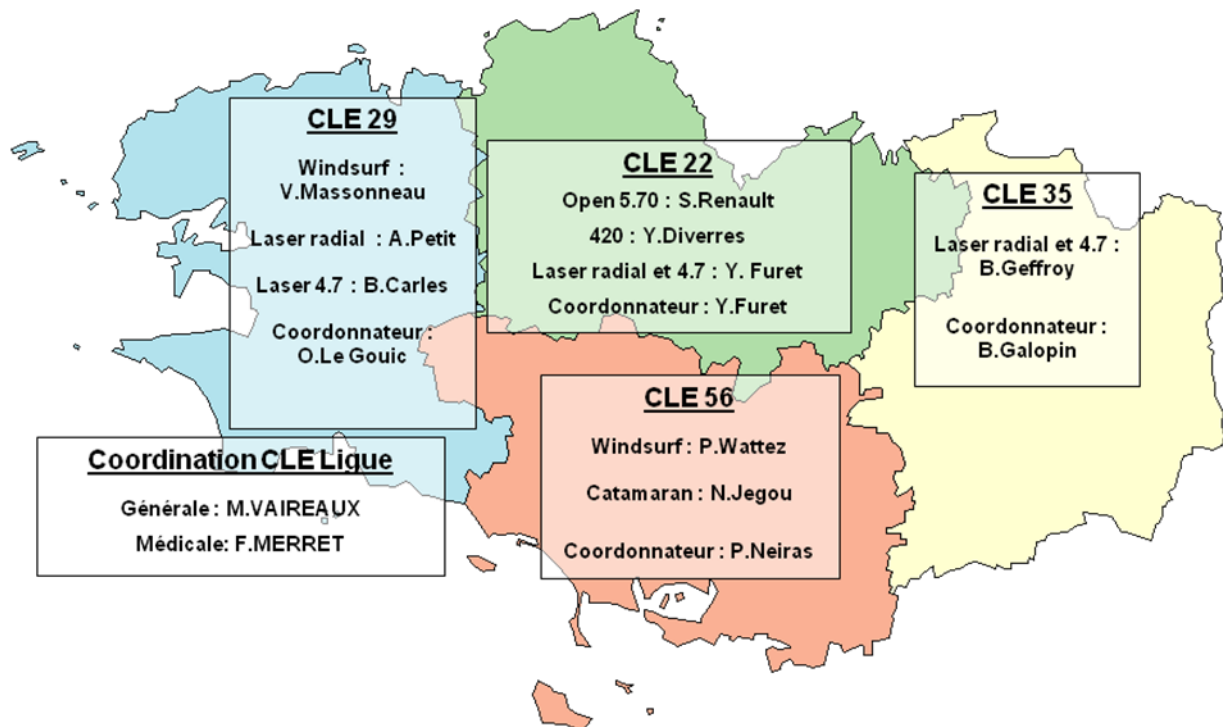 CLE 29
Windsurf :
V.Massonneau
Laser radial : A.Petit
Laser 4.7 : B.Carles
Coordonnateur :
O.Le Gouic
CLE 22
Open 5.70 : S.Renault
420 : Y.Diverres
Laser radial et 4.7 : Y. Furet
Coordonnateur : Y.Furet
CLE 35
Laser radial et 4.7 :
B.Geffroy
Coordonnateur :
B.Galopin
CLE 56
Windsurf : P.Wattez
Catamaran : N.Jegou
Coordonnateur : P.Neiras
Coordination CLE Ligue
Générale : M.VAIREAUX
Médicale: F.MERRET